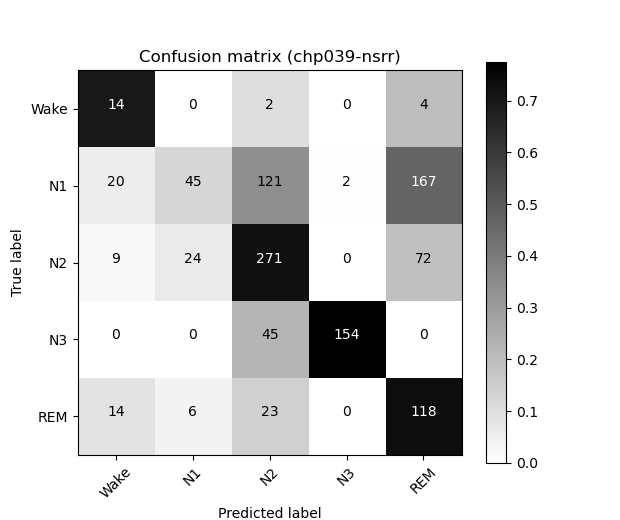 Confusion matrix (chp039-nsrr)
Wake 14 0 2 0 4
N1 20 45 121 2 167
N2 9 24 271 0 72
N3 0 0 45 154 0
REM 14 6 23 0 118
Wake N1 N2 N3 REM
Predicted label
True label
0.7
0.6
0.5
0.4
0.3
0.2
0.1
0.0